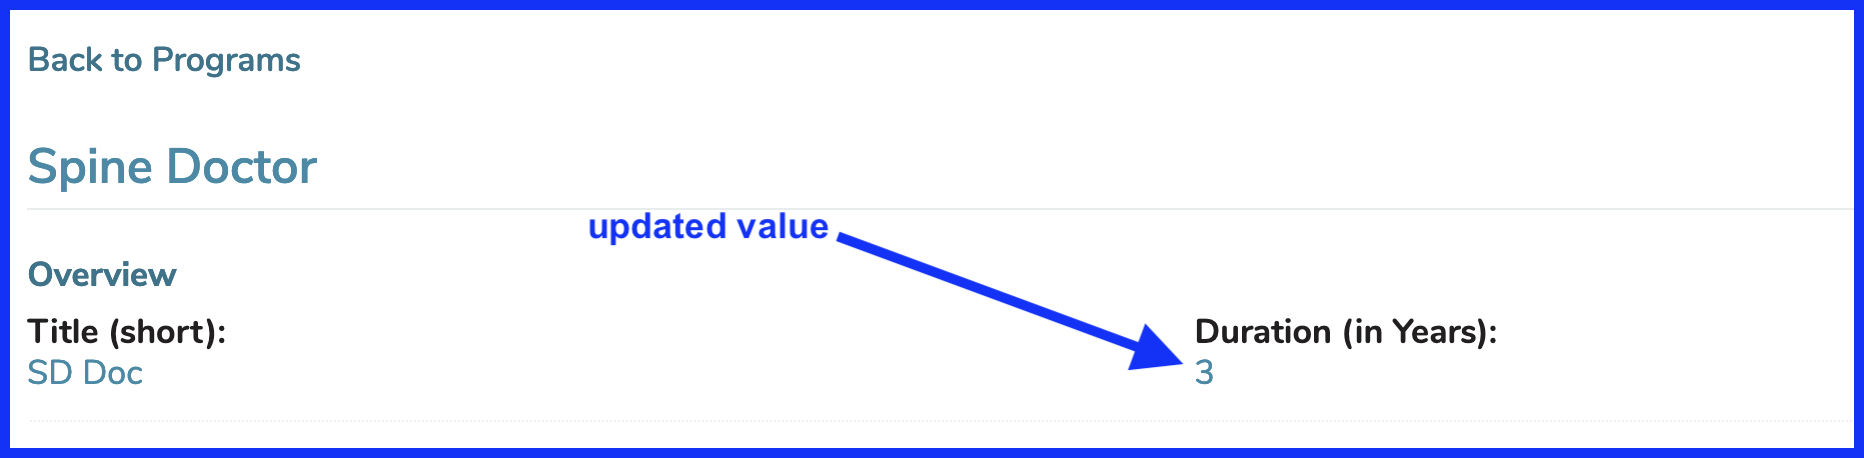 Back to Programs
Spine Doctor
updated value
Overview
Title (short):
SD Doc
Duration (in Years):
3